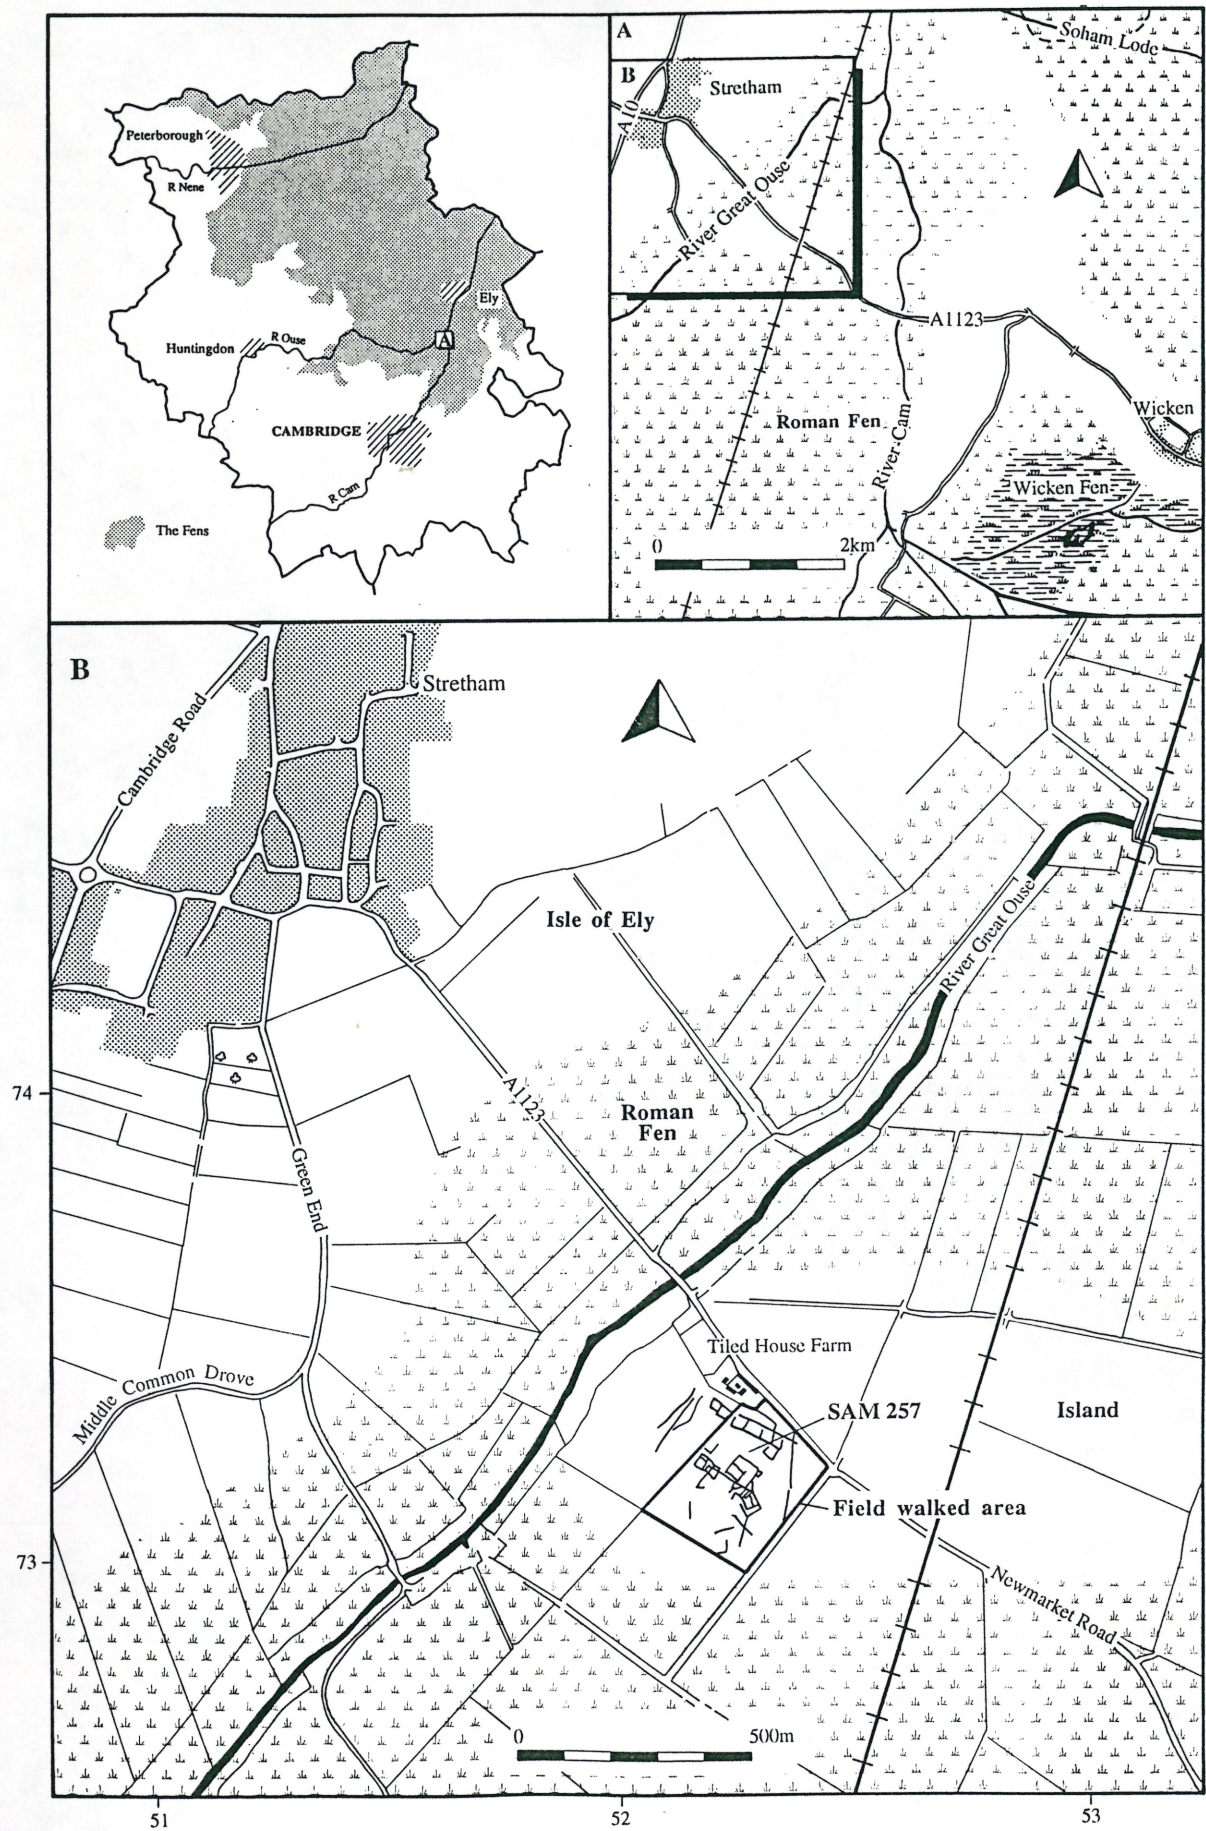 Peterborough
R Nene
Ely
A
Huntingdon
R Ouse
CAMBRIDGE
R Cam
The Fens
A
Soham Lode
B
Stretham
A10
River Great Ouse
A1123
Roman Fen
River Cam
Wicken
Wicken Fen
0 2km
B
Stretham
Cambridge Road
Isle of Ely
River Great Ouse
74
A1123
Roman
Fen
Green End
Tiled House Farm
Middle Common Drove
SAM 257
Island
Field walked area
73
Newmarket Road
0 500m
51 52 53